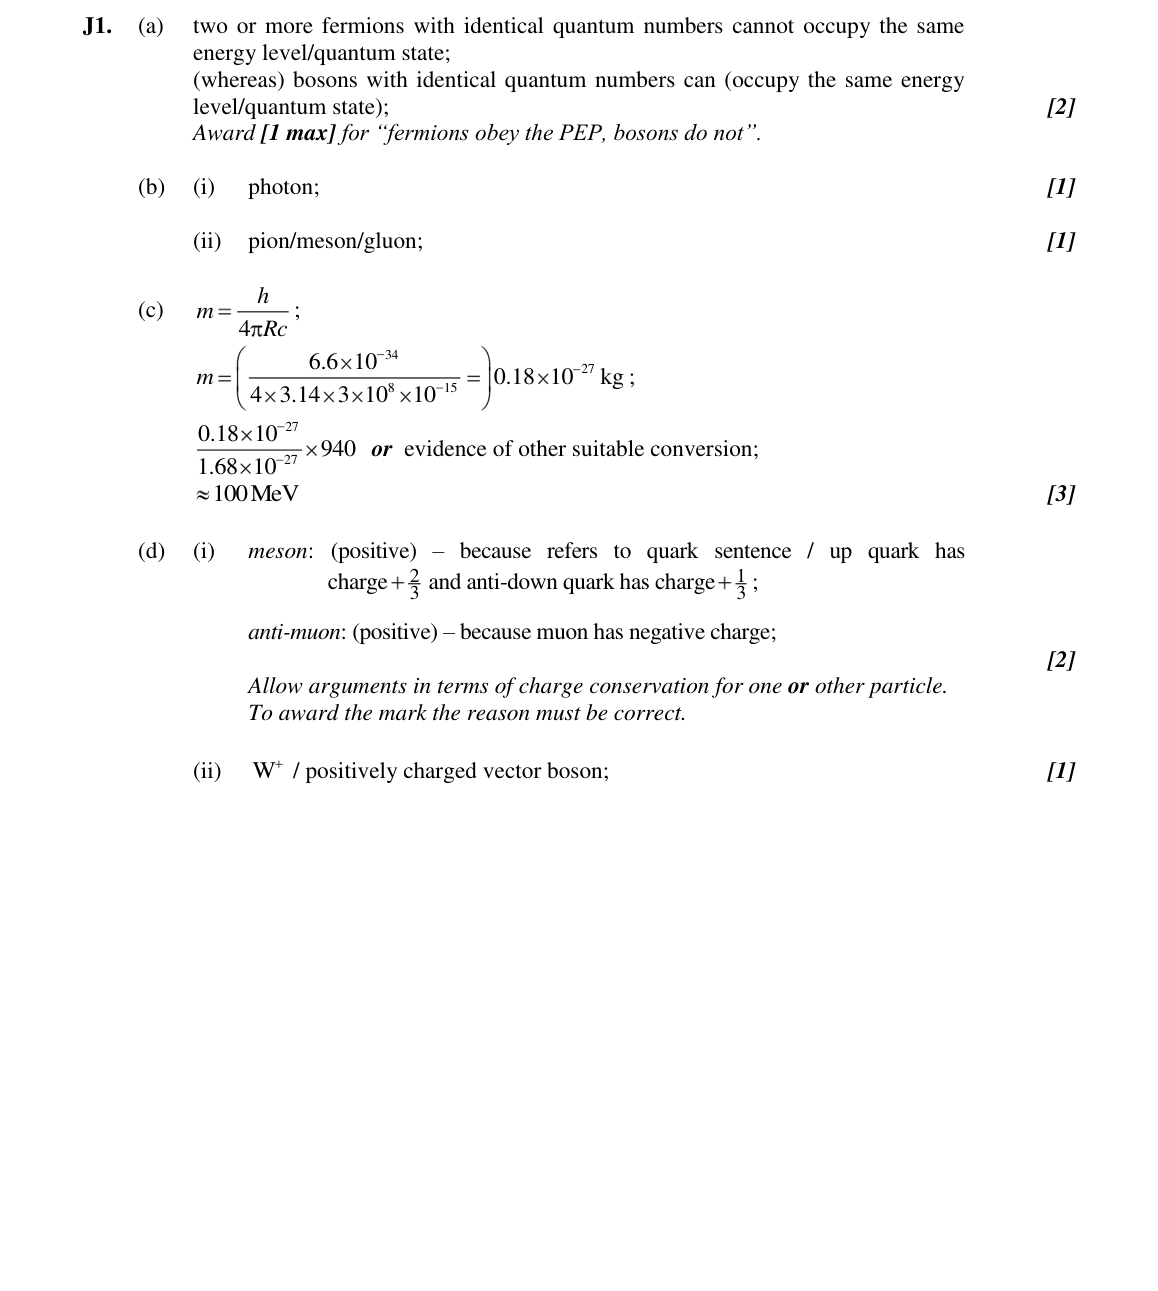 J1. (a) two or more fermions with identical quantum numbers cannot occupy the same
energy level/quantum state;
(whereas) bosons with identical quantum numbers can (occupy the same energy
level/quantum state); [2]
Award [1 max] for “fermions obey the PEP, bosons do not”.
(b) (i) photon; [1]
(ii) pion/meson/gluon; [1]
(c) m = h/(4πRc) ;
m = ( 6.6×10⁻³⁴/(4×3.14×3×10⁸×10⁻¹⁵) = ) 0.18×10⁻²⁷ kg ;
0.18×10⁻²⁷/1.68×10⁻²⁷ ×940 or evidence of other suitable conversion;
≈ 100 MeV [3]
(d) (i) meson: (positive) – because refers to quark sentence / up quark has
charge +2/3 and anti-down quark has charge +1/3 ;
anti-muon: (positive) – because muon has negative charge;
[2]
Allow arguments in terms of charge conservation for one or other particle.
To award the mark the reason must be correct.
(ii) W⁺ / positively charged vector boson; [1]